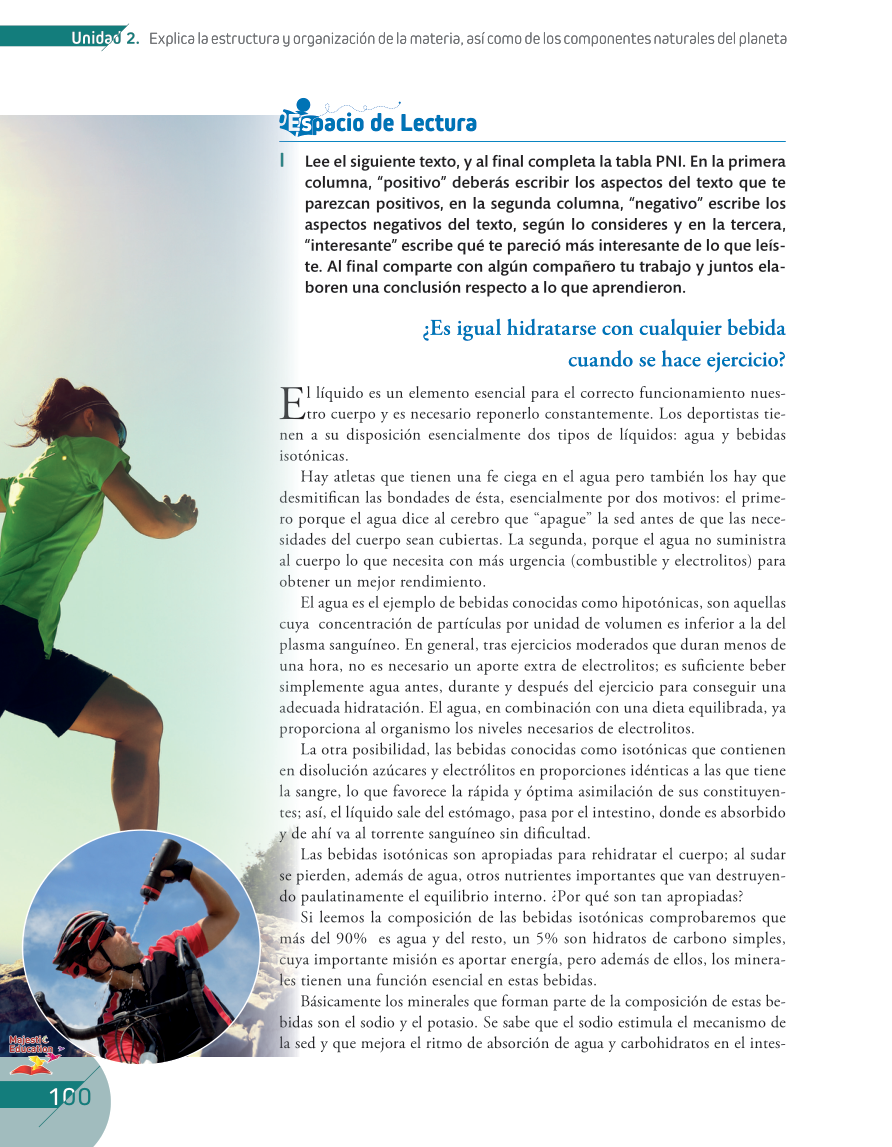 Unidad 2. Explica la estructura y organización de la materia, así como de los componentes naturales del planeta
Espacio de Lectura
I Lee el siguiente texto, y al final completa la tabla PNI. En la primera
columna, “positivo” deberás escribir los aspectos del texto que te
parezcan positivos, en la segunda columna, “negativo” escribe los
aspectos negativos del texto, según lo consideres y en la tercera,
“interesante” escribe qué te pareció más interesante de lo que leís-
te. Al final comparte con algún compañero tu trabajo y juntos ela-
boren una conclusión respecto a lo que aprendieron.
¿Es igual hidratarse con cualquier bebida
cuando se hace ejercicio?
El líquido es un elemento esencial para el correcto funcionamiento nues-
tro cuerpo y es necesario reponerlo constantemente. Los deportistas tie-
nen a su disposición esencialmente dos tipos de líquidos: agua y bebidas
isotónicas.
Hay atletas que tienen una fe ciega en el agua pero también los hay que
desmitifican las bondades de ésta, esencialmente por dos motivos: el prime-
ro porque el agua dice al cerebro que “apague” la sed antes de que las nece-
sidades del cuerpo sean cubiertas. La segunda, porque el agua no suministra
al cuerpo lo que necesita con más urgencia (combustible y electrolitos) para
obtener un mejor rendimiento.
El agua es el ejemplo de bebidas conocidas como hipotónicas, son aquellas
cuya concentración de partículas por unidad de volumen es inferior a la del
plasma sanguíneo. En general, tras ejercicios moderados que duran menos de
una hora, no es necesario un aporte extra de electrolitos; es suficiente beber
simplemente agua antes, durante y después del ejercicio para conseguir una
adecuada hidratación. El agua, en combinación con una dieta equilibrada, ya
proporciona al organismo los niveles necesarios de electrolitos.
La otra posibilidad, las bebidas conocidas como isotónicas que contienen
en disolución azúcares y electrólitos en proporciones idénticas a las que tiene
la sangre, lo que favorece la rápida y óptima asimilación de sus constituyen-
tes; así, el líquido sale del estómago, pasa por el intestino, donde es absorbido
y de ahí va al torrente sanguíneo sin dificultad.
Las bebidas isotónicas son apropiadas para rehidratar el cuerpo; al sudar
se pierden, además de agua, otros nutrientes importantes que van destruyen-
do paulatinamente el equilibrio interno. ¿Por qué son tan apropiadas?
Si leemos la composición de las bebidas isotónicas comprobaremos que
más del 90% es agua y del resto, un 5% son hidratos de carbono simples,
cuya importante misión es aportar energía, pero además de ellos, los minera-
les tienen una función esencial en estas bebidas.
Básicamente los minerales que forman parte de la composición de estas be-
bidas son el sodio y el potasio. Se sabe que el sodio estimula el mecanismo de
la sed y que mejora el ritmo de absorción de agua y carbohidratos en el intes-
Majestic
Education
100